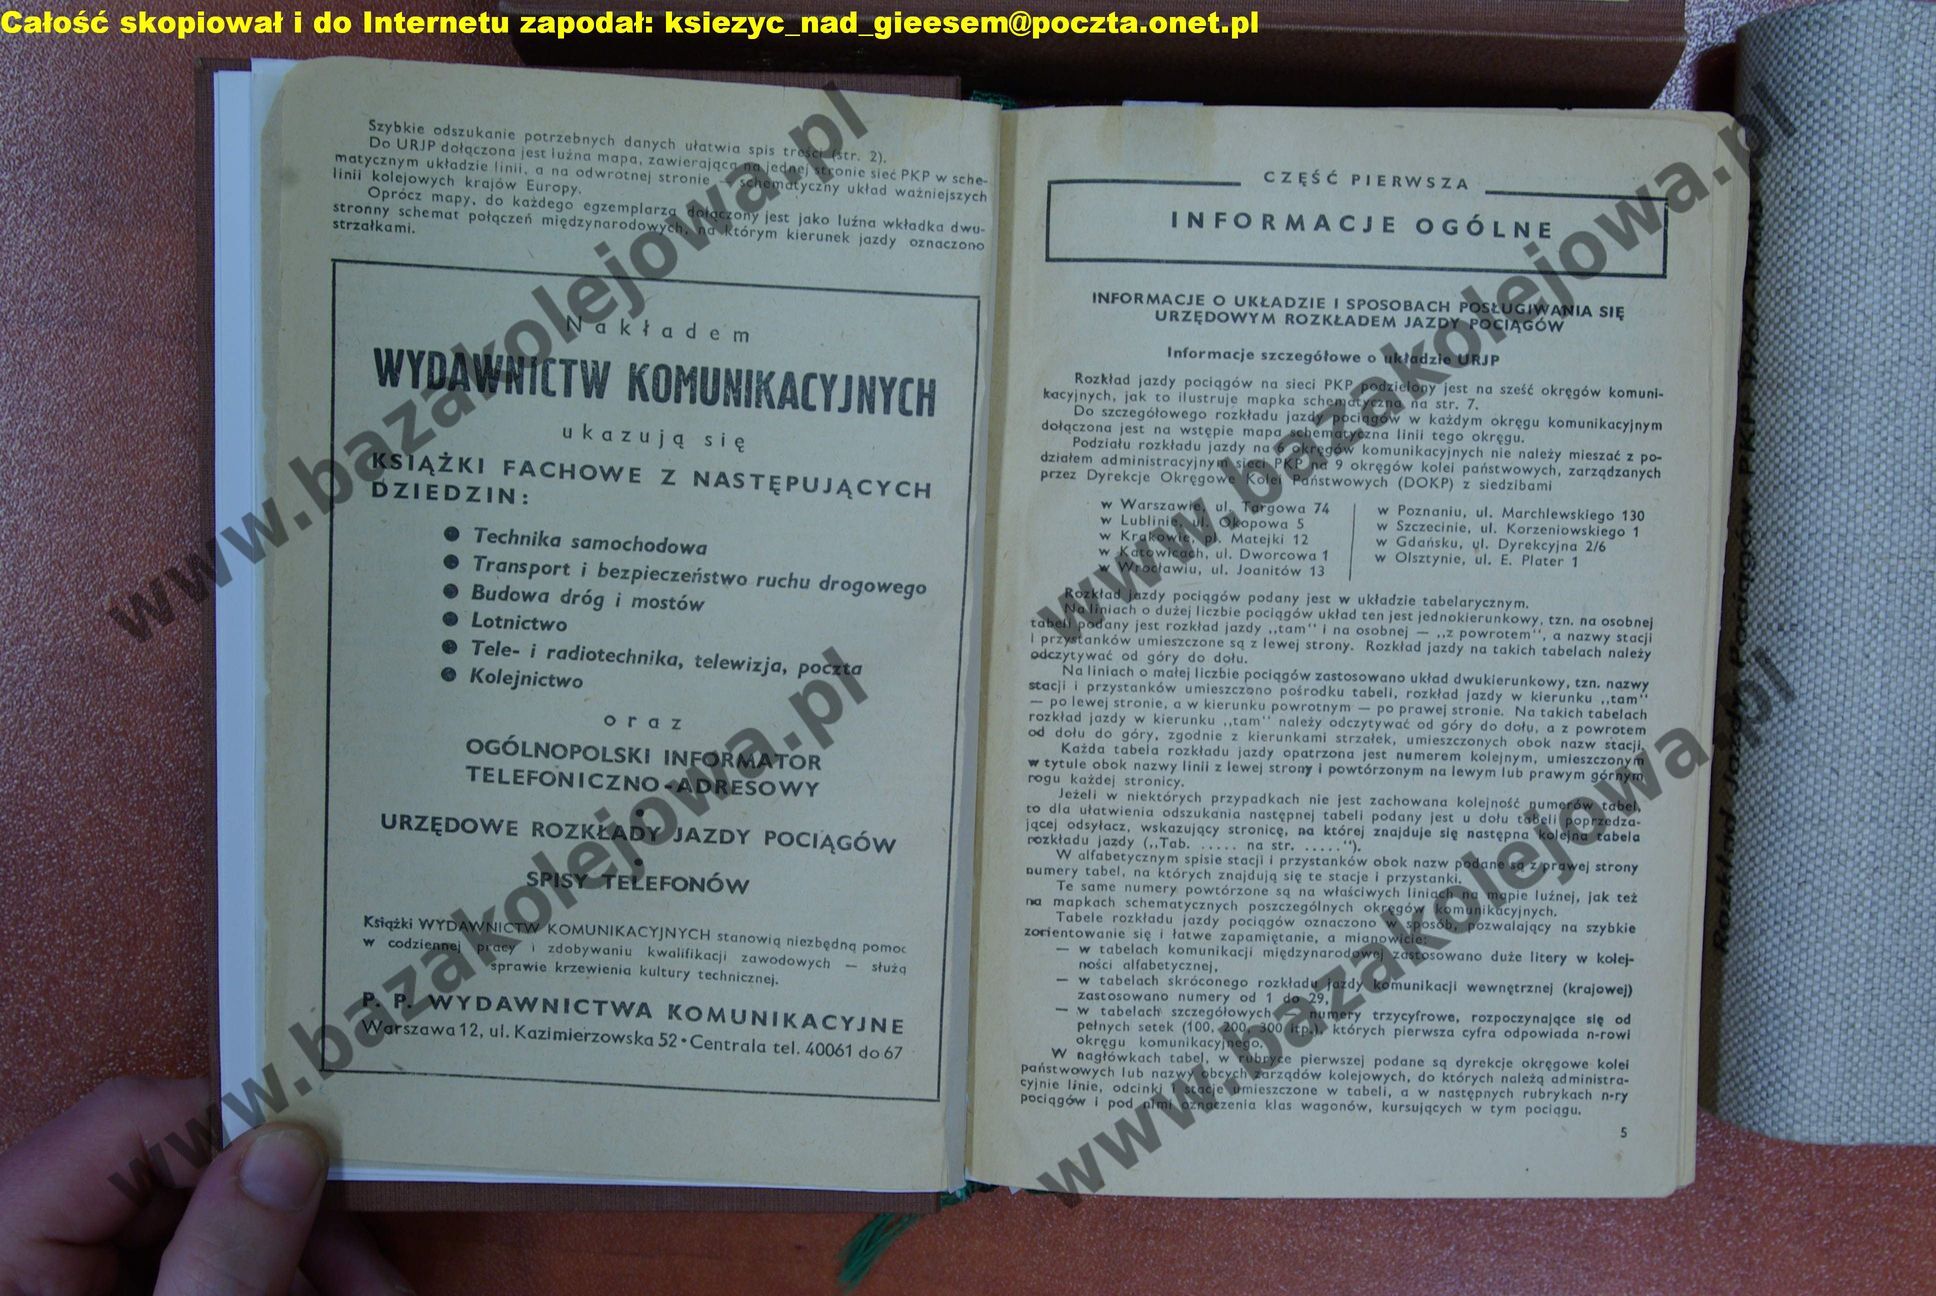 Całość skopiował i do Internetu zapodał: ksiezyc_nad_gieesem@poczta.onet.pl
Szybkie odszukanie potrzebnych danych ułatwia spis treści (str. 2).
Do URJP dołączona jest luźna mapa, zawierająca na jednej stronie sieć PKP w sche-
matycznym układzie linii, a na odwrotnej stronie — schematyczny układ ważniejszych
linii kolejowych krajów Europy.
Oprócz mapy, do każdego egzemplarza dołączony jest jako luźna wkładka dwu-
stronny schemat połączeń międzynarodowych, na którym kierunek jazdy oznaczono
strzałkami.
Nakładem
WYDAWNICTW KOMUNIKACYJNYCH
ukazują się
KSIĄŻKI FACHOWE Z NASTĘPUJĄCYCH
DZIEDZIN:
● Technika samochodowa
● Transport i bezpieczeństwo ruchu drogowego
● Budowa dróg i mostów
● Lotnictwo
● Tele- i radiotechnika, telewizja, poczta
● Kolejnictwo
oraz
OGÓLNOPOLSKI INFORMATOR
TELEFONICZNO-ADRESOWY
●
URZĘDOWE ROZKŁADY JAZDY POCIĄGÓW
●
SPISY TELEFONÓW
Książki WYDAWNICTW KOMUNIKACYJNYCH stanowią niezbędną pomoc
w codziennej pracy i zdobywaniu kwalifikacji zawodowych — służą
sprawie krzewienia kultury technicznej.
P. P. WYDAWNICTWA KOMUNIKACYJNE
Warszawa 12, ul. Kazimierzowska 52 • Centrala tel. 40061 do 67
CZĘŚĆ PIERWSZA
INFORMACJE OGÓLNE
INFORMACJE O UKŁADZIE I SPOSOBACH POSŁUGIWANIA SIĘ
URZĘDOWYM ROZKŁADEM JAZDY POCIĄGÓW
Informacje szczegółowe o układzie URJP
Rozkład jazdy pociągów na sieci PKP podzielony jest na sześć okręgów komuni-
kacyjnych, jak to ilustruje mapka schematyczna na str. 7.
Do szczegółowego rozkładu jazdy pociągów w każdym okręgu komunikacyjnym
dołączona jest na wstępie mapa schematyczna linii tego okręgu.
Podziału rozkładu jazdy na 6 okręgów komunikacyjnych nie należy mieszać z po-
działem administracyjnym sieci PKP na 9 okręgów kolei państwowych, zarządzanych
przez Dyrekcje Okręgowe Kolei Państwowych (DOKP) z siedzibami
w Warszawie, ul. Targowa 74
w Lublinie, ul. Okopowa 5
w Krakowie, pl. Matejki 12
w Katowicach, ul. Dworcowa 1
w Wrocławiu, ul. Joanitów 13
w Poznaniu, ul. Marchlewskiego 130
w Szczecinie, ul. Korzeniowskiego 1
w Gdańsku, ul. Dyrekcyjna 2/6
w Olsztynie, ul. E. Plater 1
Rozkład jazdy pociągów podany jest w układzie tabelarycznym.
Na liniach o dużej liczbie pociągów układ ten jest jednokierunkowy, tzn. na osobnej
tabeli podany jest rozkład jazdy „tam" i na osobnej — „z powrotem", a nazwy stacji
i przystanków umieszczone są z lewej strony. Rozkład jazdy na takich tabelach należy
odczytywać od góry do dołu.
Na liniach o małej liczbie pociągów zastosowano układ dwukierunkowy, tzn. nazwy
stacji i przystanków umieszczono pośrodku tabeli, rozkład jazdy w kierunku „tam"
— po lewej stronie, a w kierunku powrotnym — po prawej stronie. Na takich tabelach
rozkład jazdy w kierunku „tam" należy odczytywać od góry do dołu, a z powrotem
od dołu do góry, zgodnie z kierunkami strzałek, umieszczonych obok nazw stacji.
Każda tabela rozkładu jazdy opatrzona jest numerem kolejnym, umieszczonym
w tytule obok nazwy linii z lewej strony i powtórzonym na lewym lub prawym górnym
rogu każdej stronicy.
Jeżeli w niektórych przypadkach nie jest zachowana kolejność numerów tabel,
to dla ułatwienia odszukania następnej tabeli podany jest u dołu tabeli poprzedza-
jącej odsyłacz, wskazujący stronicę, na której znajduje się następna kolejna tabela
rozkładu jazdy („Tab. ..... na str. .....").
W alfabetycznym spisie stacji i przystanków obok nazw podane są z prawej strony
numery tabel, na których znajdują się te stacje i przystanki.
Te same numery powtórzone są na właściwych liniach na mapie luźnej, jak też
na mapkach schematycznych poszczególnych okręgów komunikacyjnych.
Tabele rozkładu jazdy pociągów oznaczono w sposób, pozwalający na szybkie
zorientowanie się i łatwe zapamiętanie, a mianowicie:
— w tabelach komunikacji międzynarodowej zastosowano duże litery w kolej-
ności alfabetycznej,
— w tabelach skróconego rozkładu jazdy komunikacji wewnętrznej (krajowej)
zastosowano numery od 1 do 29,
— w tabelach szczegółowych — numery trzycyfrowe, rozpoczynające się od
pełnych setek (100, 200, 300 itp.), których pierwsza cyfra odpowiada n-rowi
okręgu komunikacyjnego.
W nagłówkach tabel, w rubryce pierwszej podane są dyrekcje okręgowe kolei
państwowych lub nazwy obcych zarządów kolejowych, do których należą administra-
cyjnie linie, odcinki i stacje umieszczone w tabeli, a w następnych rubrykach n-ry
pociągów i pod nimi oznaczenia klas wagonów, kursujących w tym pociągu.
5
www.bazakolejowa.pl
www.bazakolejowa.pl
www.bazakolejowa.pl
www.bazakolejowa.pl